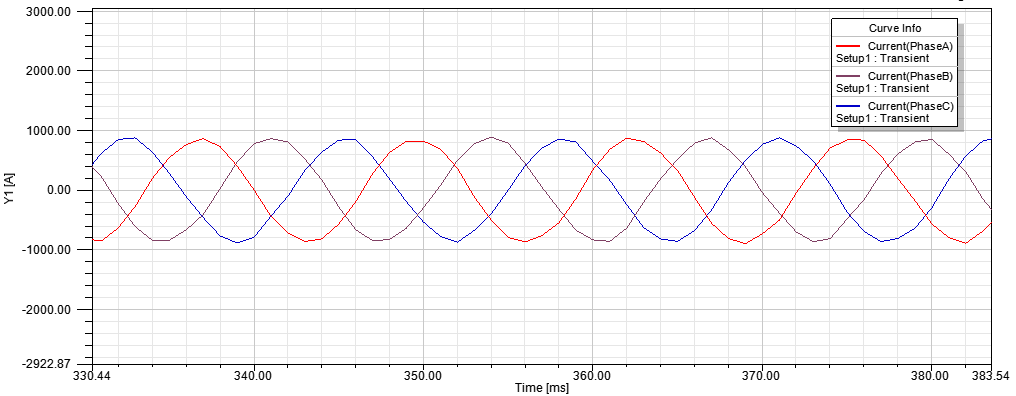 3000.00
2000.00
1000.00
0.00
-1000.00
-2000.00
-2922.87
Y1 [A]
Curve Info
Current(PhaseA)
Setup1 : Transient
Current(PhaseB)
Setup1 : Transient
Current(PhaseC)
Setup1 : Transient
330.44 340.00 350.00 360.00 370.00 380.00 383.54
Time [ms]